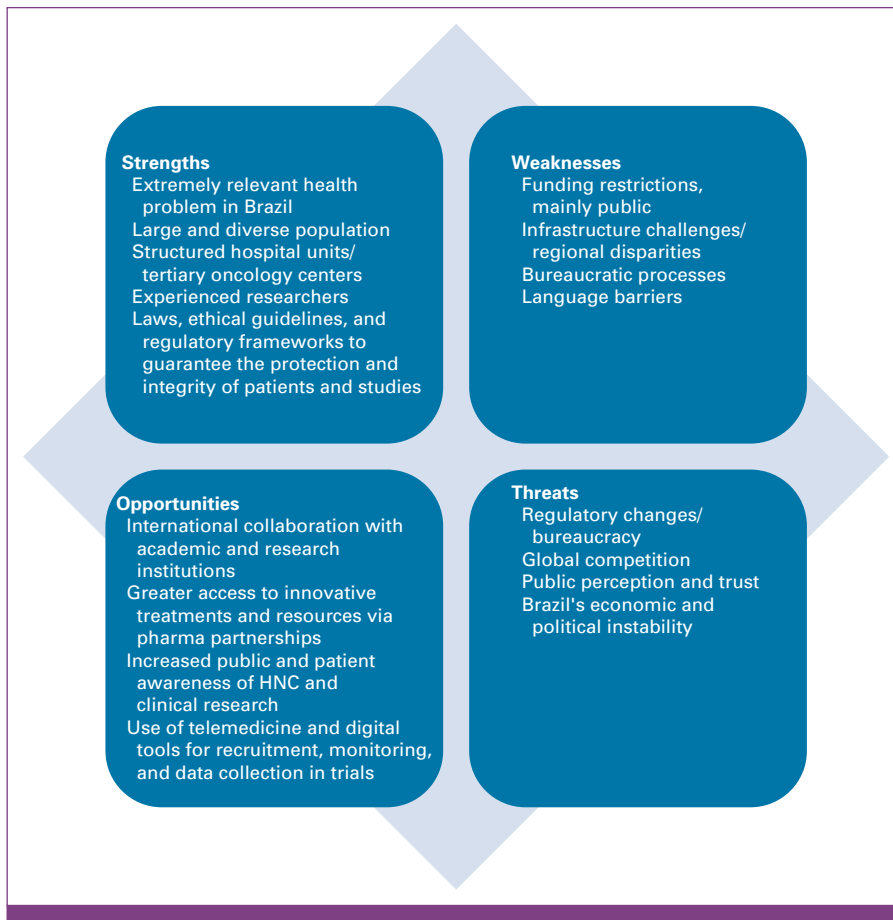 Strengths
Extremely relevant health
problem in Brazil
Large and diverse population
Structured hospital units/
tertiary oncology centers
Experienced researchers
Laws, ethical guidelines, and
regulatory frameworks to
guarantee the protection and
integrity of patients and studies
Weaknesses
Funding restrictions,
mainly public
Infrastructure challenges/
regional disparities
Bureaucratic processes
Language barriers
Opportunities
International collaboration with
academic and research
institutions
Greater access to innovative
treatments and resources via
pharma partnerships
Increased public and patient
awareness of HNC and
clinical research
Use of telemedicine and digital
tools for recruitment, monitoring,
and data collection in trials
Threats
Regulatory changes/
bureaucracy
Global competition
Public perception and trust
Brazil's economic and
political instability